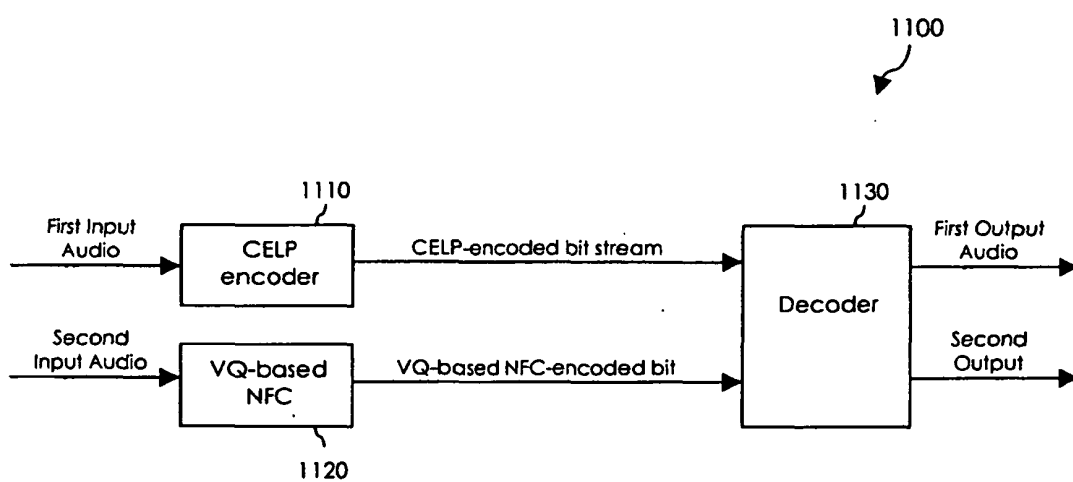 1100
1110
1130
First Input
Audio
CELP
encoder
CELP-encoded bit stream
First Output
Audio
Decoder
Second
Input Audio
VQ-based
NFC
VQ-based NFC-encoded bit
Second
Output
1120